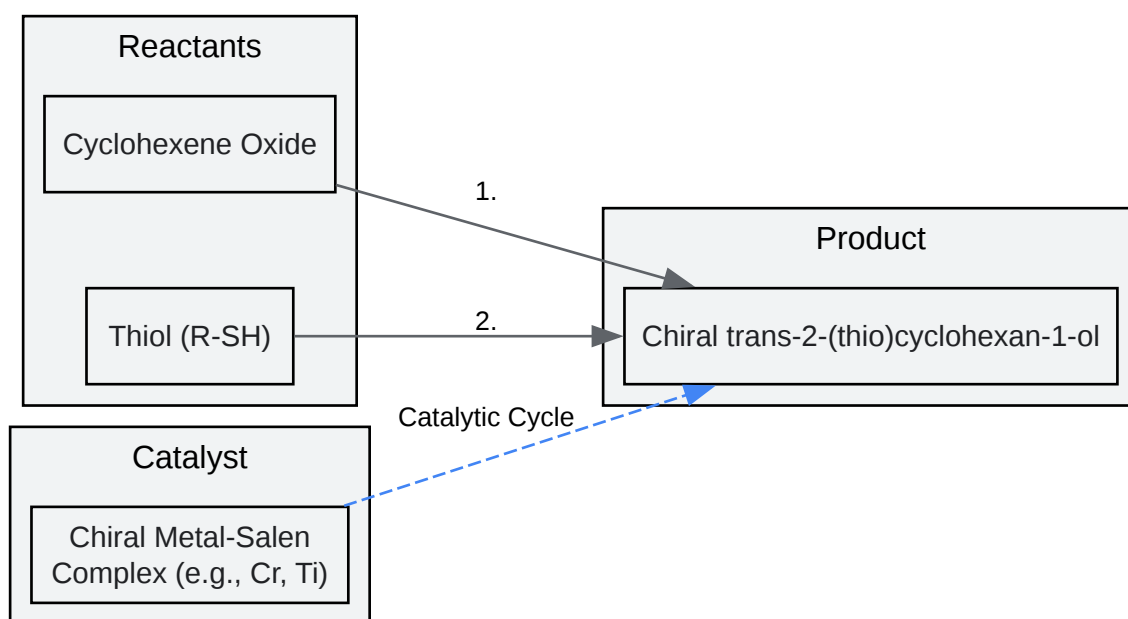 Reactants
Cyclohexene Oxide
1.
Product
Thiol (R-SH)
2.
Chiral trans-2-(thio)cyclohexan-1-ol
Catalytic Cycle
Catalyst
Chiral Metal-Salen
Complex (e.g., Cr, Ti)